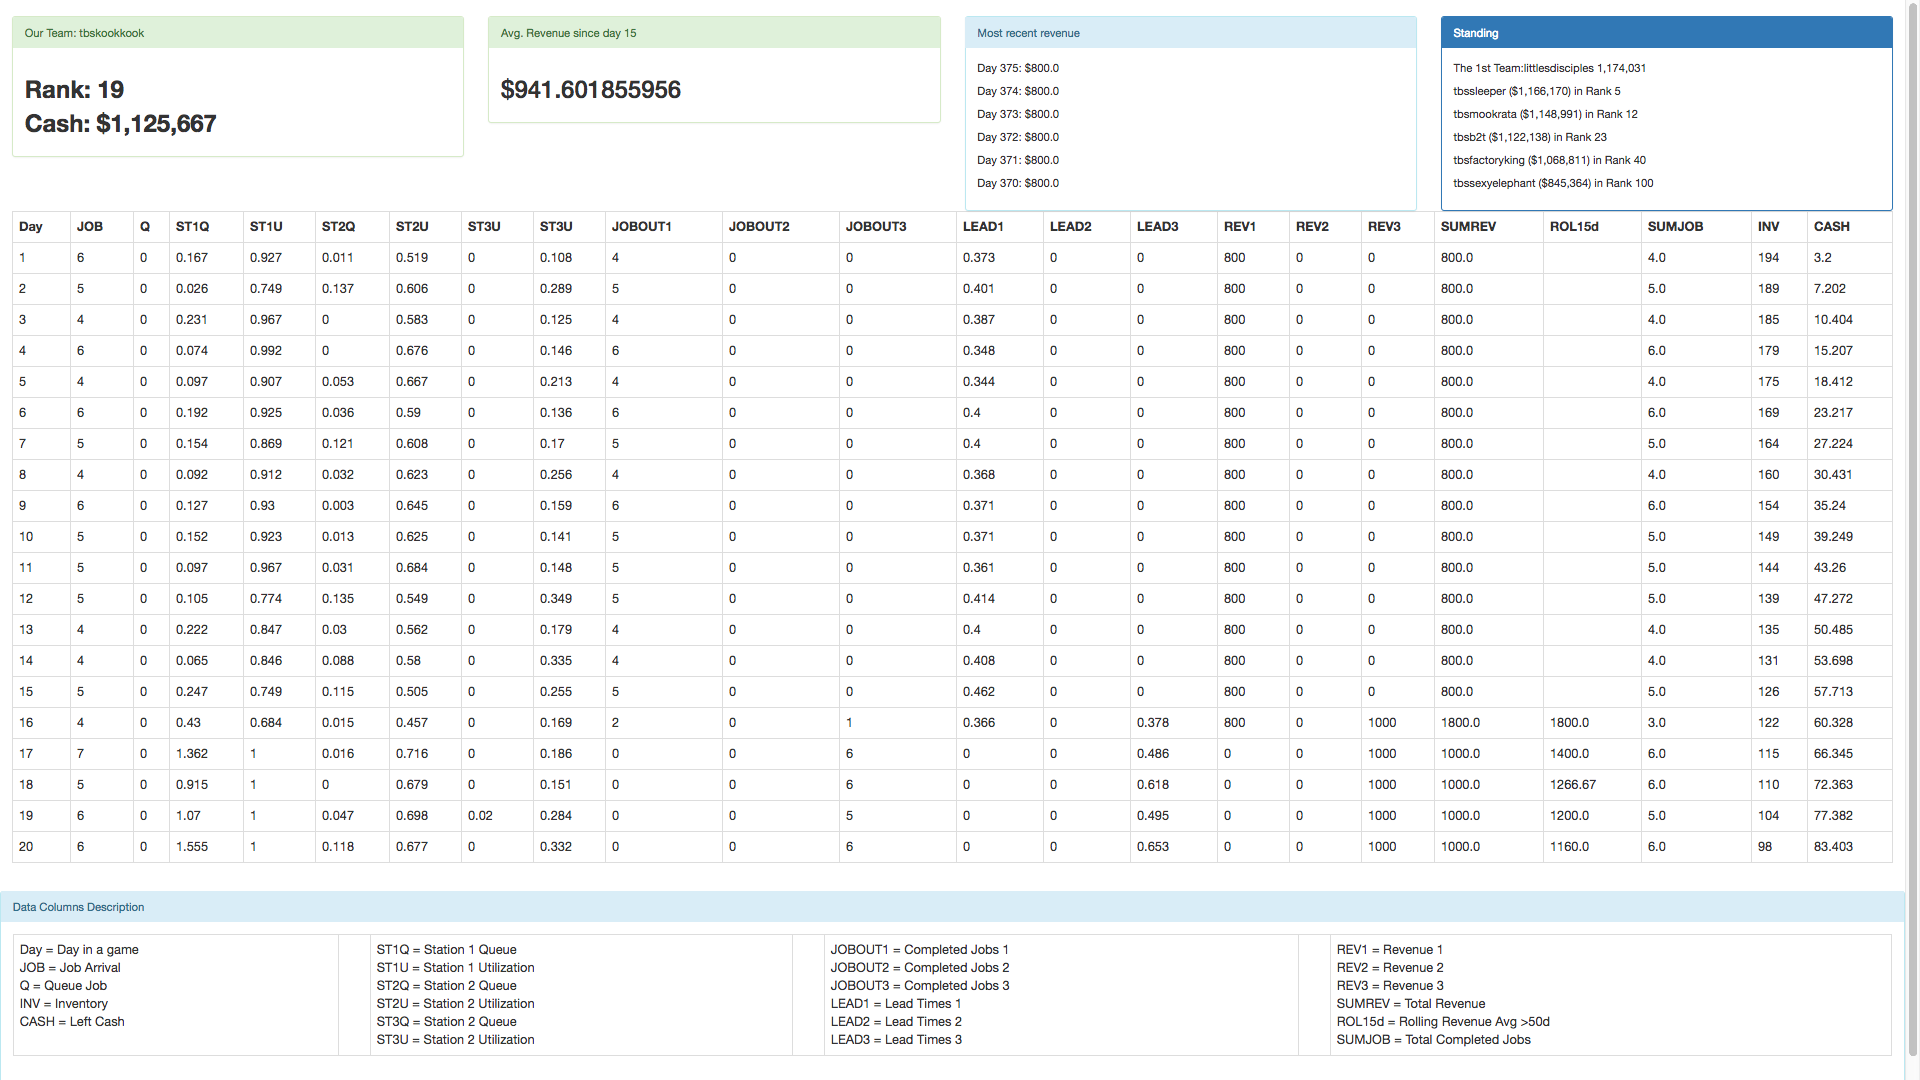 Our Team: tbskookkook
Rank: 19
Cash: $1,125,667
Avg. Revenue since day 15
$941.601855956
Most recent revenue
Day 375: $800.0
Day 374: $800.0
Day 373: $800.0
Day 372: $800.0
Day 371: $800.0
Day 370: $800.0
Standing
The 1st Team:littlesdisciples 1,174,031
tbssleeper ($1,166,170) in Rank 5
tbsmookrata ($1,148,991) in Rank 12
tbsb2t ($1,122,138) in Rank 23
tbsfactoryking ($1,068,811) in Rank 40
tbssexyelephant ($845,364) in Rank 100
Day JOB Q ST1Q ST1U ST2Q ST2U ST3U ST3U JOBOUT1 JOBOUT2 JOBOUT3 LEAD1 LEAD2 LEAD3 REV1 REV2 REV3 SUMREV ROL15d SUMJOB INV CASH
1 6 0 0.167 0.927 0.011 0.519 0 0.108 4 0 0 0.373 0 0 800 0 0 800.0 4.0 194 3.2
2 5 0 0.026 0.749 0.137 0.606 0 0.289 5 0 0 0.401 0 0 800 0 0 800.0 5.0 189 7.202
3 4 0 0.231 0.967 0 0.583 0 0.125 4 0 0 0.387 0 0 800 0 0 800.0 4.0 185 10.404
4 6 0 0.074 0.992 0 0.676 0 0.146 6 0 0 0.348 0 0 800 0 0 800.0 6.0 179 15.207
5 4 0 0.097 0.907 0.053 0.667 0 0.213 4 0 0 0.344 0 0 800 0 0 800.0 4.0 175 18.412
6 6 0 0.192 0.925 0.036 0.59 0 0.136 6 0 0 0.4 0 0 800 0 0 800.0 6.0 169 23.217
7 5 0 0.154 0.869 0.121 0.608 0 0.17 5 0 0 0.4 0 0 800 0 0 800.0 5.0 164 27.224
8 4 0 0.092 0.912 0.032 0.623 0 0.256 4 0 0 0.368 0 0 800 0 0 800.0 4.0 160 30.431
9 6 0 0.127 0.93 0.003 0.645 0 0.159 6 0 0 0.371 0 0 800 0 0 800.0 6.0 154 35.24
10 5 0 0.152 0.923 0.013 0.625 0 0.141 5 0 0 0.371 0 0 800 0 0 800.0 5.0 149 39.249
11 5 0 0.097 0.967 0.031 0.684 0 0.148 5 0 0 0.361 0 0 800 0 0 800.0 5.0 144 43.26
12 5 0 0.105 0.774 0.135 0.549 0 0.349 5 0 0 0.414 0 0 800 0 0 800.0 5.0 139 47.272
13 4 0 0.222 0.847 0.03 0.562 0 0.179 4 0 0 0.4 0 0 800 0 0 800.0 4.0 135 50.485
14 4 0 0.065 0.846 0.088 0.58 0 0.335 4 0 0 0.408 0 0 800 0 0 800.0 4.0 131 53.698
15 5 0 0.247 0.749 0.115 0.505 0 0.255 5 0 0 0.462 0 0 800 0 0 800.0 5.0 126 57.713
16 4 0 0.43 0.684 0.015 0.457 0 0.169 2 0 1 0.366 0 0.378 800 0 1000 1800.0 1800.0 3.0 122 60.328
17 7 0 1.362 1 0.016 0.716 0 0.186 0 0 6 0 0 0.486 0 0 1000 1000.0 1400.0 6.0 115 66.345
18 5 0 0.915 1 0 0.679 0 0.151 0 0 6 0 0 0.618 0 0 1000 1000.0 1266.67 6.0 110 72.363
19 6 0 1.07 1 0.047 0.698 0.02 0.284 0 0 5 0 0 0.495 0 0 1000 1000.0 1200.0 5.0 104 77.382
20 6 0 1.555 1 0.118 0.677 0 0.332 0 0 6 0 0 0.653 0 0 1000 1000.0 1160.0 6.0 98 83.403
Data Columns Description
Day = Day in a game
JOB = Job Arrival
Q = Queue Job
INV = Inventory
CASH = Left Cash
ST1Q = Station 1 Queue
ST1U = Station 1 Utilization
ST2Q = Station 2 Queue
ST2U = Station 2 Utilization
ST3Q = Station 2 Queue
ST3U = Station 2 Utilization
JOBOUT1 = Completed Jobs 1
JOBOUT2 = Completed Jobs 2
JOBOUT3 = Completed Jobs 3
LEAD1 = Lead Times 1
LEAD2 = Lead Times 2
LEAD3 = Lead Times 3
REV1 = Revenue 1
REV2 = Revenue 2
REV3 = Revenue 3
SUMREV = Total Revenue
ROL15d = Rolling Revenue Avg >50d
SUMJOB = Total Completed Jobs